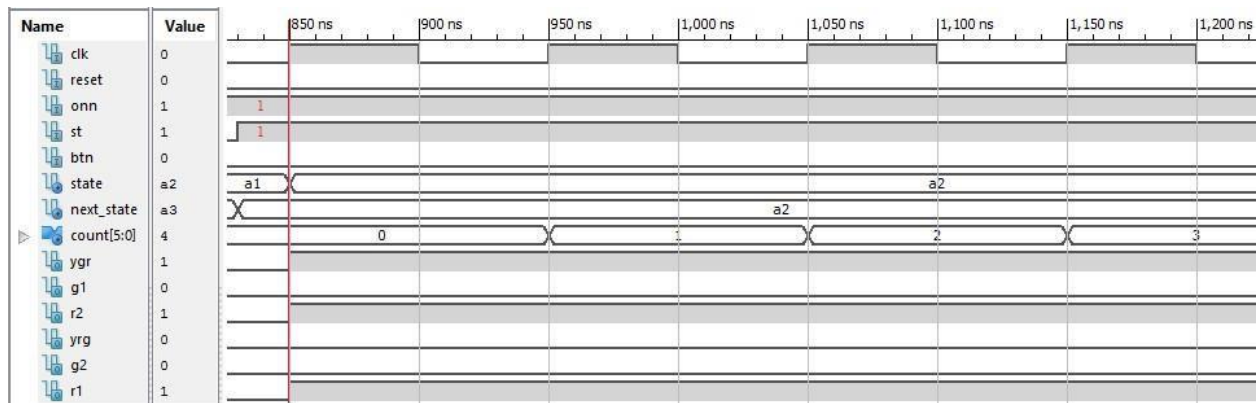 Name Value 850 ns 900 ns 950 ns 1,000 ns 1,050 ns 1,100 ns 1,150 ns 1,200 ns
clk 0
reset 0
onn 1 1
st 1 1
btn 0
state a2 a1 a2
next_state a3 a2
count[5:0] 4 0 1 2 3
ygr 1
g1 0
r2 1
yrg 0
g2 0
r1 1